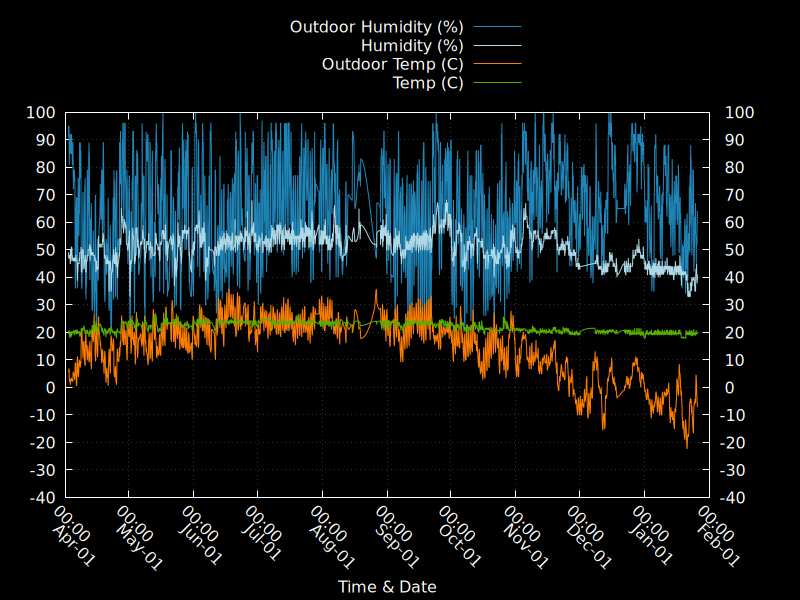 Outdoor Humidity (%)
Humidity (%)
Outdoor Temp (C)
Temp (C)
100 100
90 90
80 80
70 70
60 60
50 50
40 40
30 30
20 20
10 10
0 0
-10 -10
-20 -20
-30 -30
-40 -40
00:00 00:00 00:00 00:00 00:00 00:00 00:00 00:00 00:00 00:00 00:00
Apr-01 May-01 Jun-01 Jul-01 Aug-01 Sep-01 Oct-01 Nov-01 Dec-01 Jan-01 Feb-01
Time & Date